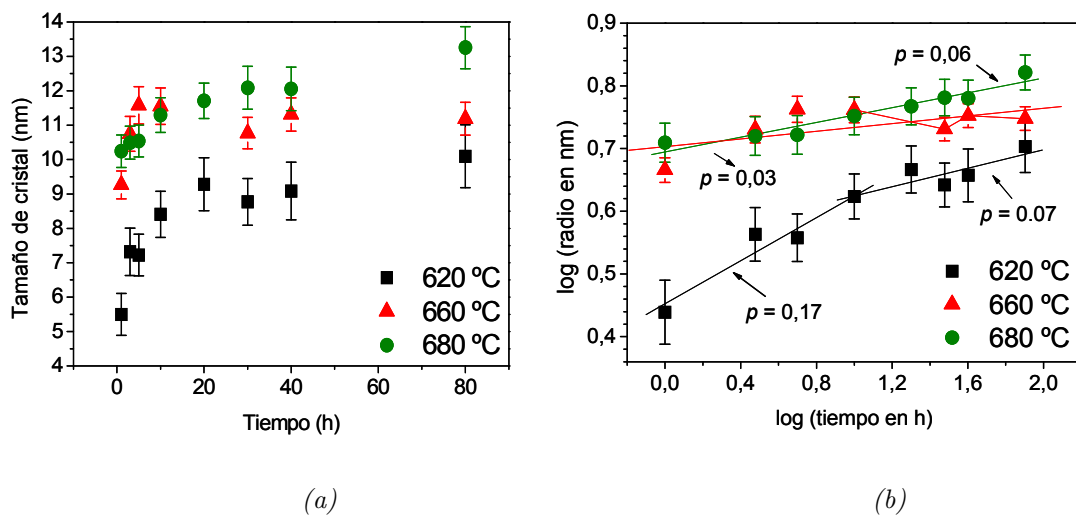 14
13
12
11
10
9
8
7
6
5
4
0
20
40
60
80
Tamaño de cristal (nm)
Tiempo (h)
620 ºC
660 ºC
680 ºC
(a)
0,9
0,8
0,7
0,6
0,5
0,4
0,0
0,4
0,8
1,2
1,6
2,0
log (radio en nm)
log (tiempo en h)
p = 0,06
p = 0,03
p = 0.07
p = 0,17
620 ºC
660 ºC
680 ºC
(b)